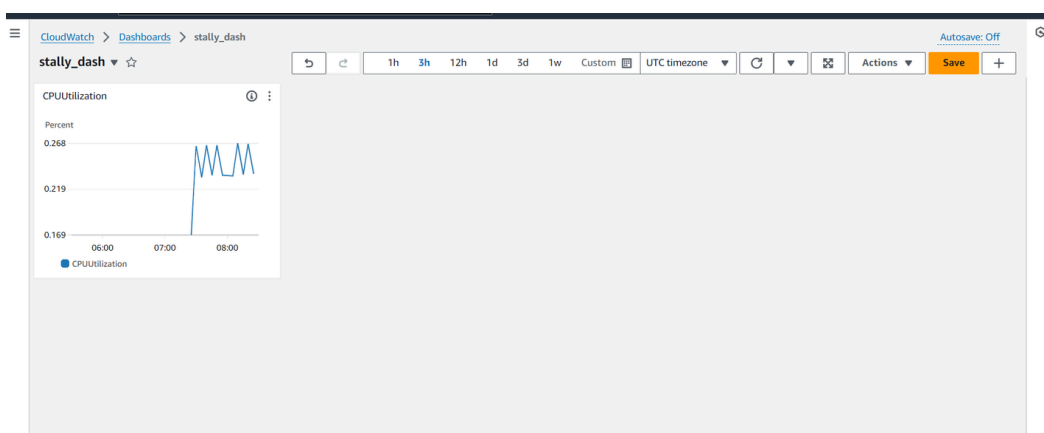 CloudWatch > Dashboards > stally_dash
Autosave: Off
stally_dash
1h 3h 12h 1d 3d 1w Custom UTC timezone Actions Save
CPUUtilization
Percent
0.268
0.219
0.169
06:00 07:00 08:00
CPUUtilization